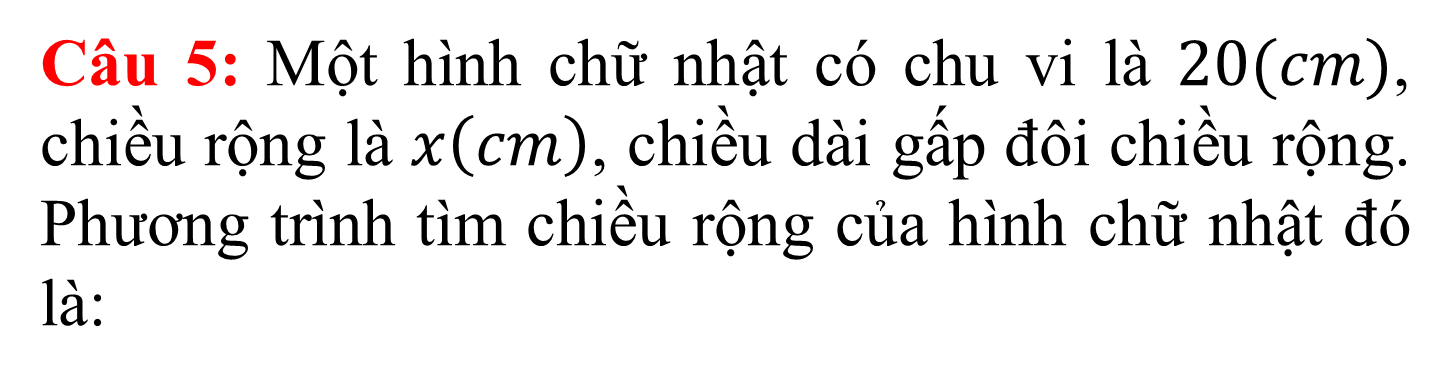 Câu 5: Một hình chữ nhật có chu vi là 20(cm),
chiều rộng là x(cm), chiều dài gấp đôi chiều rộng.
Phương trình tìm chiều rộng của hình chữ nhật đó
là: